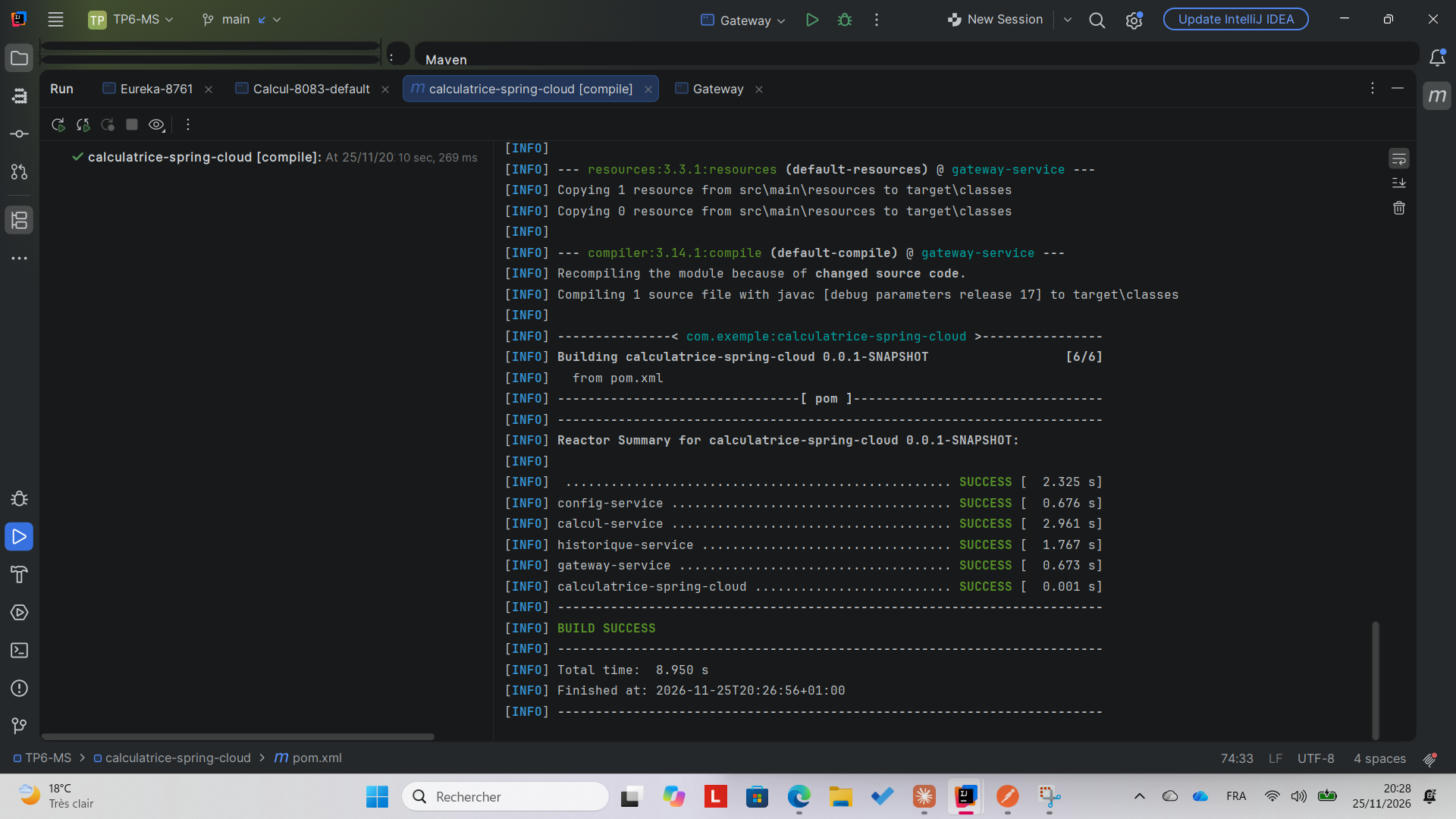 TP TP6-MS main Gateway New Session Update IntelliJ IDEA
Maven
Run Eureka-8761 Calcul-8083-default m calculatrice-spring-cloud [compile] Gateway
calculatrice-spring-cloud [compile]: At 25/11/20 10 sec, 269 ms
[INFO]
[INFO] --- resources:3.3.1:resources (default-resources) @ gateway-service ---
[INFO] Copying 1 resource from src\main\resources to target\classes
[INFO] Copying 0 resource from src\main\resources to target\classes
[INFO]
[INFO] --- compiler:3.14.1:compile (default-compile) @ gateway-service ---
[INFO] Recompiling the module because of changed source code.
[INFO] Compiling 1 source file with javac [debug parameters release 17] to target\classes
[INFO]
[INFO] ---------------< com.exemple:calculatrice-spring-cloud >----------------
[INFO] Building calculatrice-spring-cloud 0.0.1-SNAPSHOT [6/6]
[INFO]   from pom.xml
[INFO] --------------------------------[ pom ]---------------------------------
[INFO] ------------------------------------------------------------------------
[INFO] Reactor Summary for calculatrice-spring-cloud 0.0.1-SNAPSHOT:
[INFO]
[INFO]  ................................................... SUCCESS [  2.325 s]
[INFO] config-service ..................................... SUCCESS [  0.676 s]
[INFO] calcul-service ..................................... SUCCESS [  2.961 s]
[INFO] historique-service ................................. SUCCESS [  1.767 s]
[INFO] gateway-service .................................... SUCCESS [  0.673 s]
[INFO] calculatrice-spring-cloud .......................... SUCCESS [  0.001 s]
[INFO] ------------------------------------------------------------------------
[INFO] BUILD SUCCESS
[INFO] ------------------------------------------------------------------------
[INFO] Total time:  8.950 s
[INFO] Finished at: 2026-11-25T20:26:56+01:00
[INFO] ------------------------------------------------------------------------
TP6-MS > calculatrice-spring-cloud > m pom.xml 74:33 LF UTF-8 4 spaces
18°C
Très clair
Rechercher
L
FRA
20:28
25/11/2026